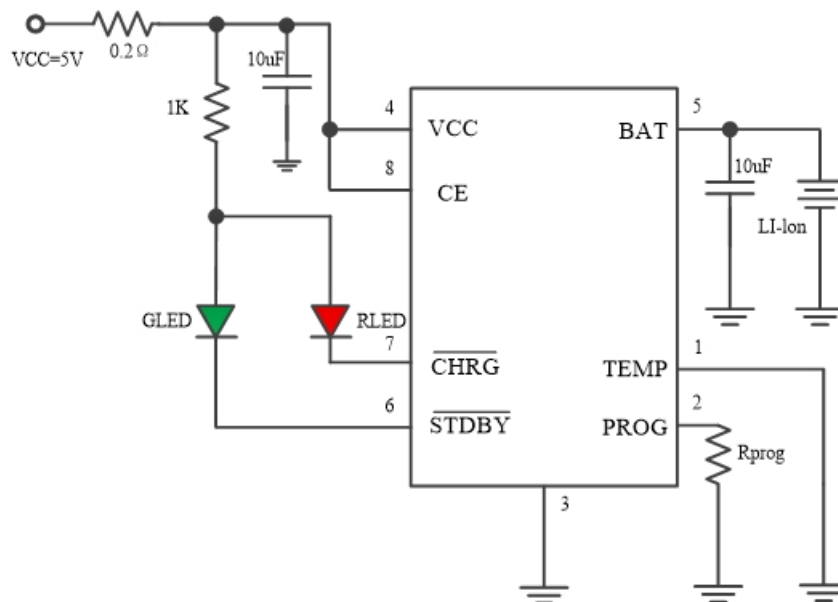 VCC=5V
0.2Ω
1K
10uF
4
VCC
8
CE
GLED
RLED
7
CHRG
6
STDBY
BAT
5
10uF
LI-lon
TEMP
1
PROG
2
Rprog
3